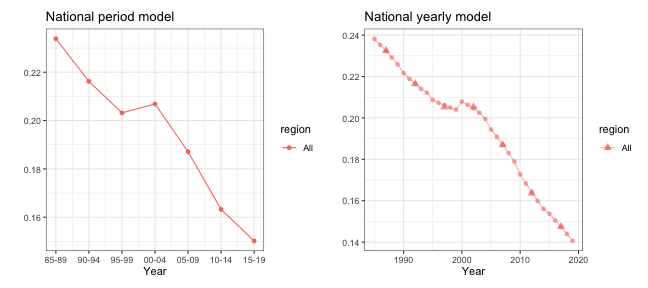 National period model
0.22
0.20
0.18
0.16
85-89 90-94 95-99 00-04 05-09 10-14 15-19
Year
region
All
National yearly model
0.24
0.22
0.20
0.18
0.16
0.14
1990 2000 2010 2020
Year
region
All